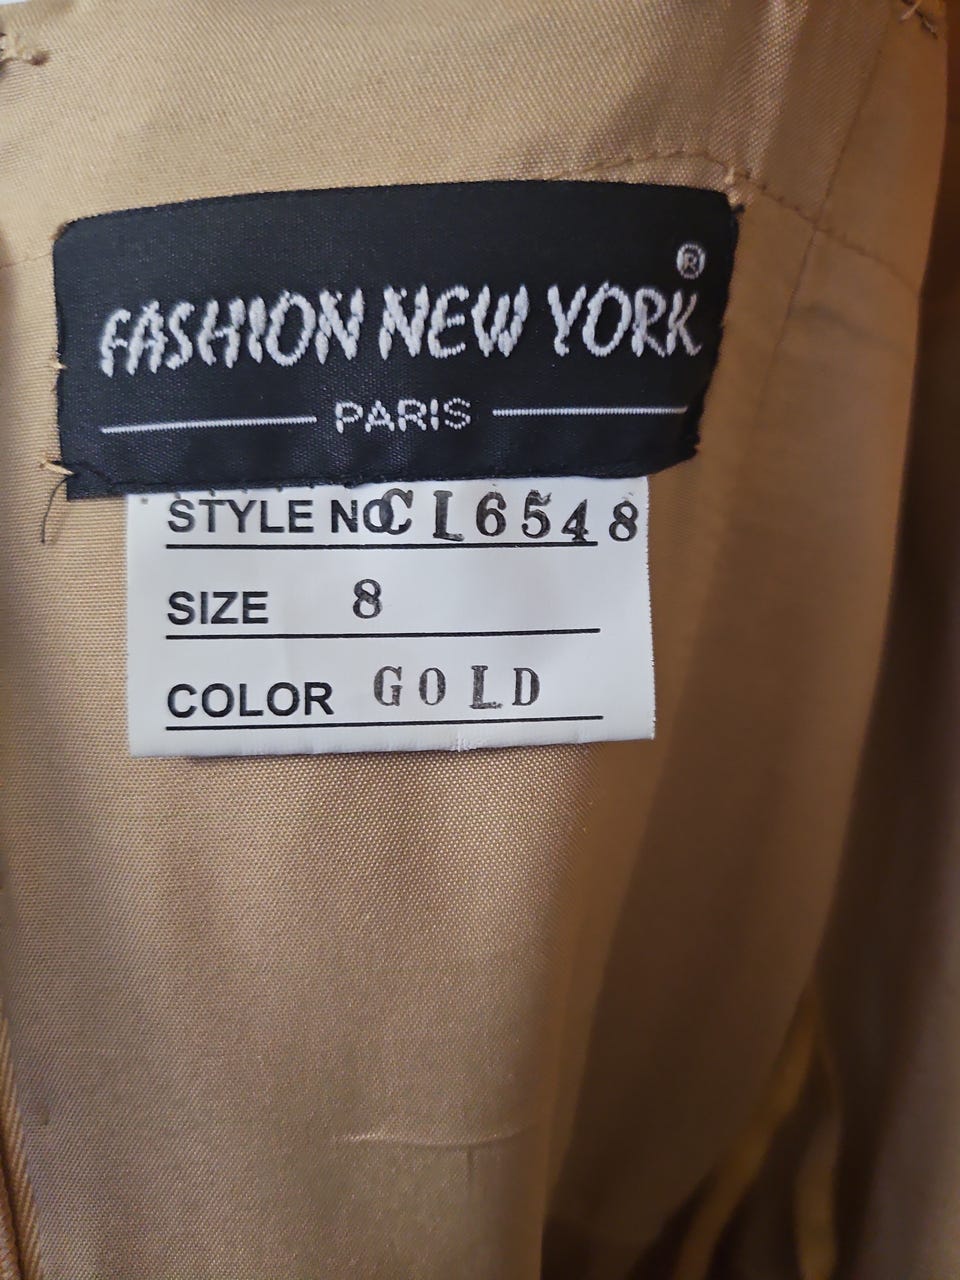 FASHION NEW YORK ®
PARIS
STYLE NO CL6548
SIZE 8
COLOR GOLD